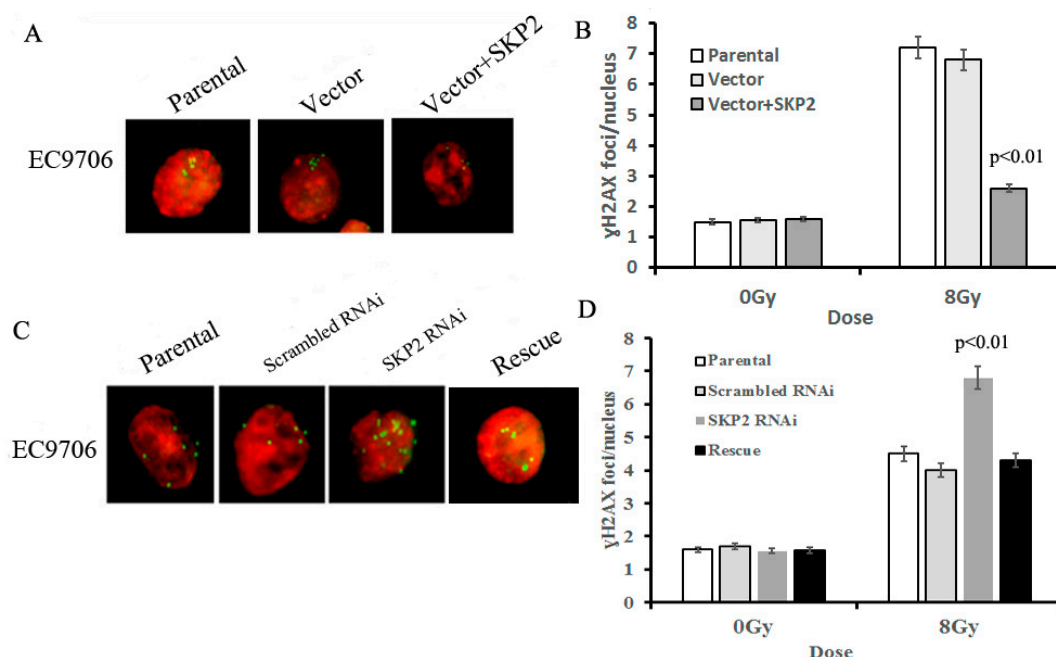 A
Parental
Vector
Vector+SKP2
EC9706
B
ɣH2AX foci/nucleus
8
7
6
5
4
3
2
1
0
Parental
Vector
Vector+SKP2
p<0.01
0Gy
8Gy
Dose
C
Parental
Scrambled RNAi
SKP2 RNAi
Rescue
EC9706
D
ɣH2AX foci/nucleus
8
7
6
5
4
3
2
1
0
Parental
Scrambled RNAi
SKP2 RNAi
Rescue
p<0.01
0Gy
8Gy
Dose